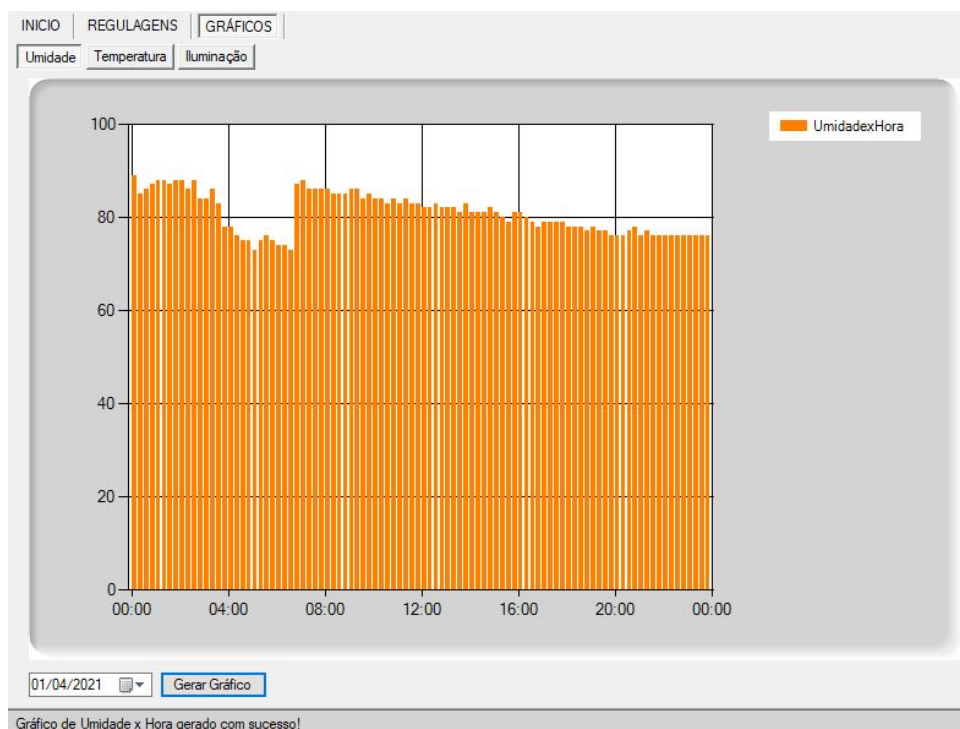 INICIO REGULAGENS GRÁFICOS
Umidade Temperatura Iluminação
UmidadexHora
100
80
60
40
20
0
00:00 04:00 08:00 12:00 16:00 20:00 00:00
01/04/2021 Gerar Gráfico
Gráfico de Umidade x Hora gerado com sucesso!